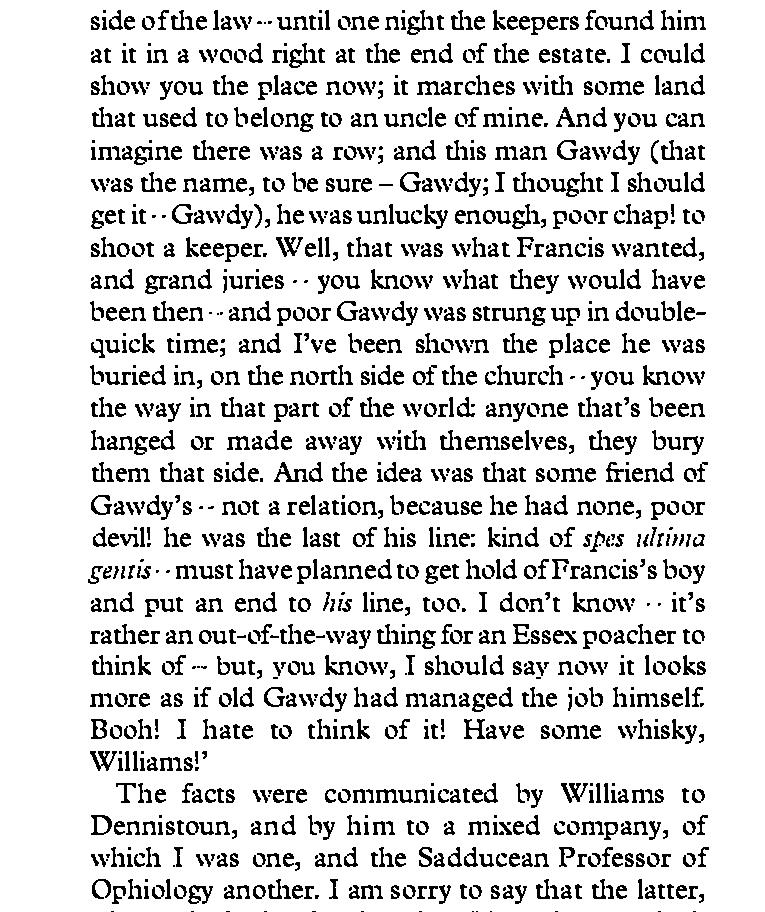 side of the law – until one night the keepers found him
at it in a wood right at the end of the estate. I could
show you the place now; it marches with some land
that used to belong to an uncle of mine. And you can
imagine there was a row; and this man Gawdy (that
was the name, to be sure – Gawdy; I thought I should
get it – Gawdy), he was unlucky enough, poor chap! to
shoot a keeper. Well, that was what Francis wanted,
and grand juries – you know what they would have
been then – and poor Gawdy was strung up in double-
quick time; and I've been shown the place he was
buried in, on the north side of the church – you know
the way in that part of the world: anyone that's been
hanged or made away with themselves, they bury
them that side. And the idea was that some friend of
Gawdy's – not a relation, because he had none, poor
devil! he was the last of his line: kind of spes ultima
gentis – must have planned to get hold of Francis's boy
and put an end to his line, too. I don't know – it's
rather an out-of-the-way thing for an Essex poacher to
think of – but, you know, I should say now it looks
more as if old Gawdy had managed the job himself.
Booh! I hate to think of it! Have some whisky,
Williams!'
The facts were communicated by Williams to
Dennistoun, and by him to a mixed company, of
which I was one, and the Sadducean Professor of
Ophiology another. I am sorry to say that the latter,